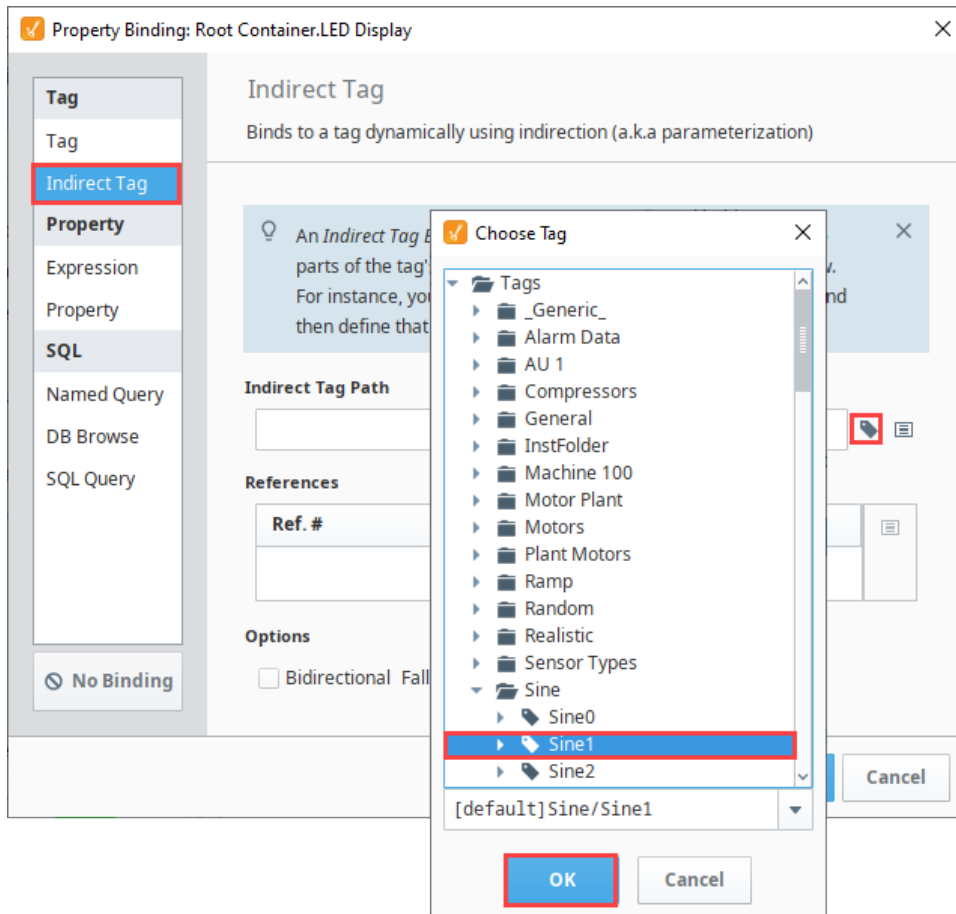 Property Binding: Root Container.LED Display
Tag
Tag
Indirect Tag
Property
Expression
Property
SQL
Named Query
DB Browse
SQL Query
No Binding
Indirect Tag
Binds to a tag dynamically using indirection (a.k.a parameterization)
An Indirect Tag
parts of the tag'
For instance, you
nd
then define that
Indirect Tag Path
References
Ref. #
Options
Bidirectional Fall
Cancel
Choose Tag
Tags
_Generic_
Alarm Data
AU 1
Compressors
General
InstFolder
Machine 100
Motor Plant
Motors
Plant Motors
Ramp
Random
Realistic
Sensor Types
Sine
Sine0
Sine1
Sine2
[default]Sine/Sine1
OK
Cancel